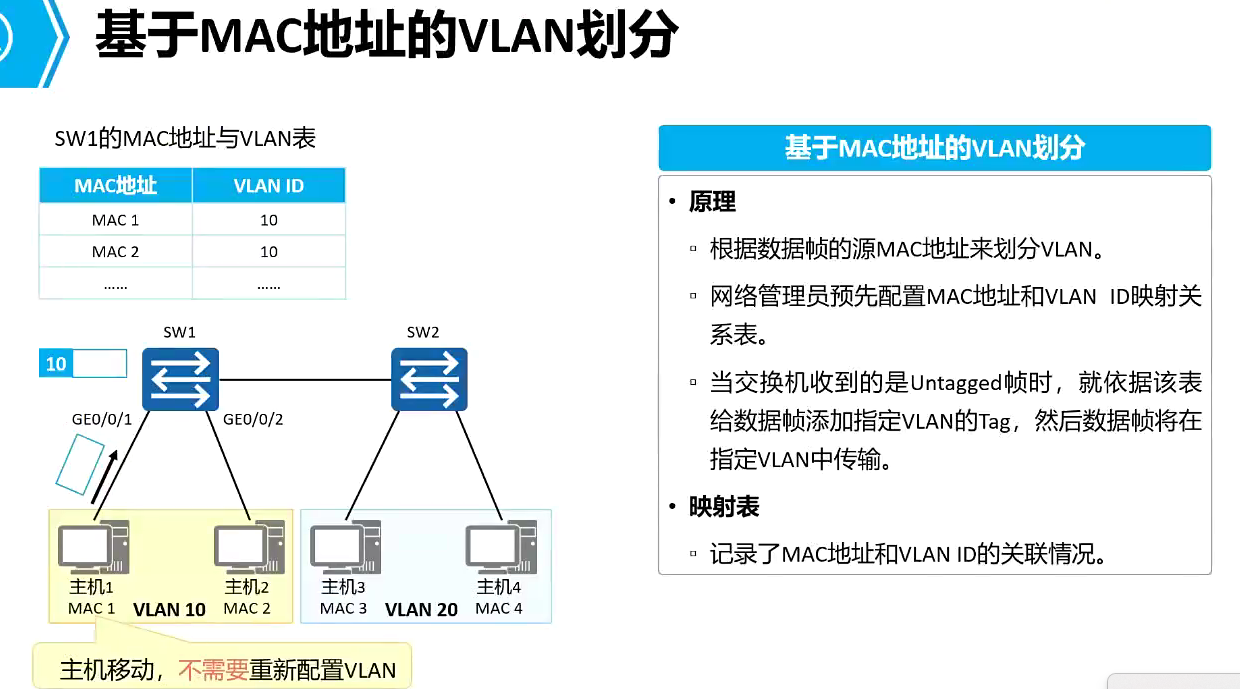 基于MAC地址的VLAN划分
SW1的MAC地址与VLAN表
MAC地址 VLAN ID
MAC 1 10
MAC 2 10
...... ......
SW1 SW2
10
GE0/0/1 GE0/0/2
主机1 主机2 主机3 主机4
MAC 1 VLAN 10 MAC 2 MAC 3 VLAN 20 MAC 4
主机移动，不需要重新配置VLAN
基于MAC地址的VLAN划分
• 原理
▫ 根据数据帧的源MAC地址来划分VLAN。
▫ 网络管理员预先配置MAC地址和VLAN ID映射关
系表。
▫ 当交换机收到的是Untagged帧时，就依据该表
给数据帧添加指定VLAN的Tag，然后数据帧将在
指定VLAN中传输。
• 映射表
▫ 记录了MAC地址和VLAN ID的关联情况。